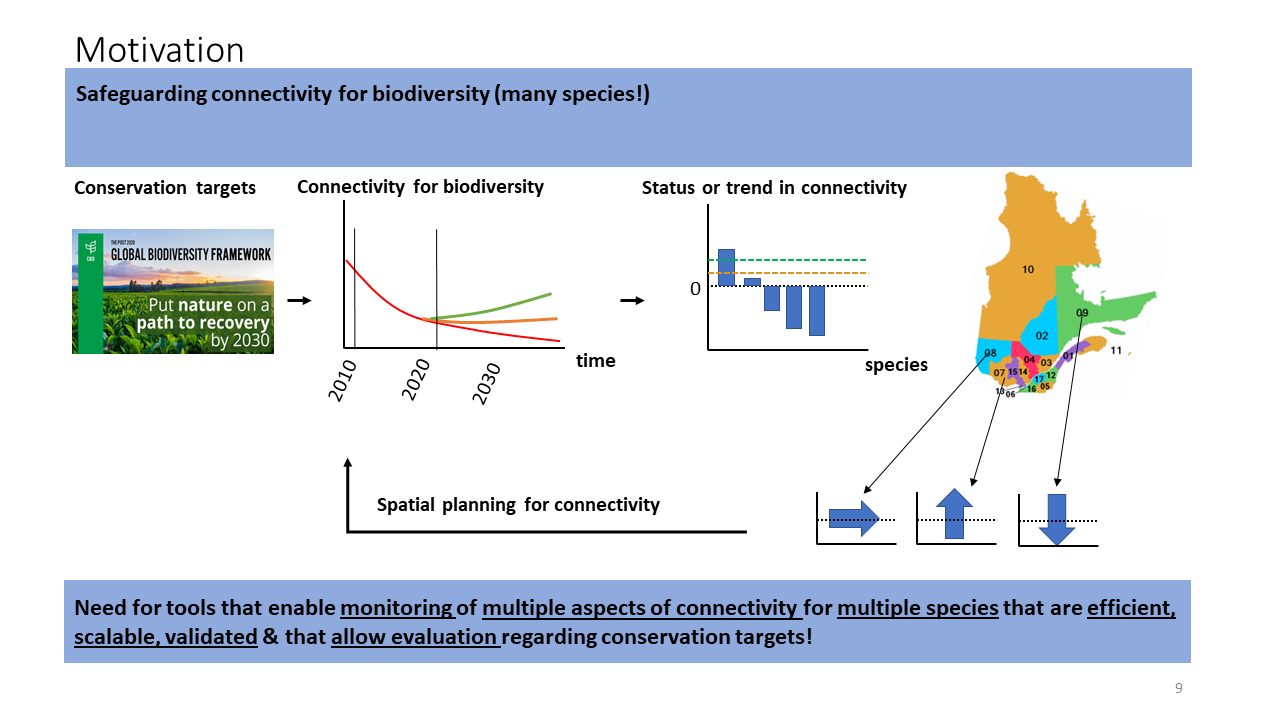 Motivation
Safeguarding connectivity for biodiversity (many species!)
Conservation targets
Connectivity for biodiversity
Status or trend in connectivity
CBD
THE POST 2020
GLOBAL BIODIVERSITY FRAMEWORK
Put nature on a
path to recovery
by 2030
2010
2020
2030
time
0
species
10
09
02
08
04
03
01
11
07
15
14
12
17
13
06
16
05
Spatial planning for connectivity
Need for tools that enable monitoring of multiple aspects of connectivity for multiple species that are efficient,
scalable, validated & that allow evaluation regarding conservation targets!
9